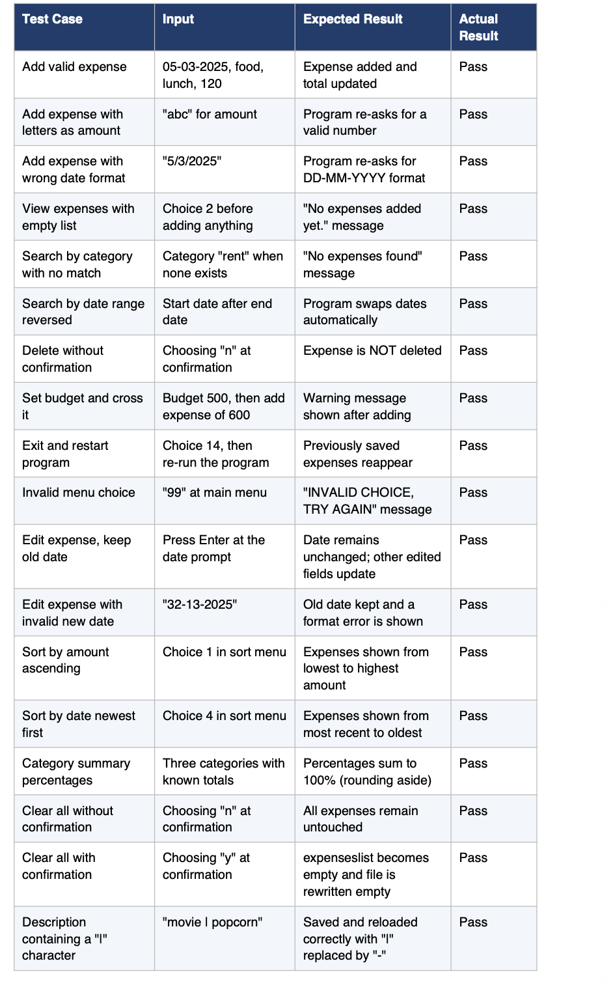 Test Case Input Expected Result Actual
Result
Add valid expense 05-03-2025, food, Expense added and Pass
lunch, 120 total updated
Add expense with "abc" for amount Program re-asks for a Pass
letters as amount valid number
Add expense with "5/3/2025" Program re-asks for Pass
wrong date format DD-MM-YYYY format
View expenses with Choice 2 before "No expenses added Pass
empty list adding anything yet." message
Search by category Category "rent" when "No expenses found" Pass
with no match none exists message
Search by date range Start date after end Program swaps dates Pass
reversed date automatically
Delete without Choosing "n" at Expense is NOT deleted Pass
confirmation confirmation
Set budget and cross Budget 500, then add Warning message Pass
it expense of 600 shown after adding
Exit and restart Choice 14, then Previously saved Pass
program re-run the program expenses reappear
Invalid menu choice "99" at main menu "INVALID CHOICE, Pass
TRY AGAIN" message
Edit expense, keep Press Enter at the Date remains Pass
old date date prompt unchanged; other edited
fields update
Edit expense with "32-13-2025" Old date kept and a Pass
invalid new date format error is shown
Sort by amount Choice 1 in sort menu Expenses shown from Pass
ascending lowest to highest
amount
Sort by date newest Choice 4 in sort menu Expenses shown from Pass
first most recent to oldest
Category summary Three categories with Percentages sum to Pass
percentages known totals 100% (rounding aside)
Clear all without Choosing "n" at All expenses remain Pass
confirmation confirmation untouched
Clear all with Choosing "y" at expenseslist becomes Pass
confirmation confirmation empty and file is
rewritten empty
Description "movie | popcorn" Saved and reloaded Pass
containing a "|" correctly with "|"
character replaced by "-"